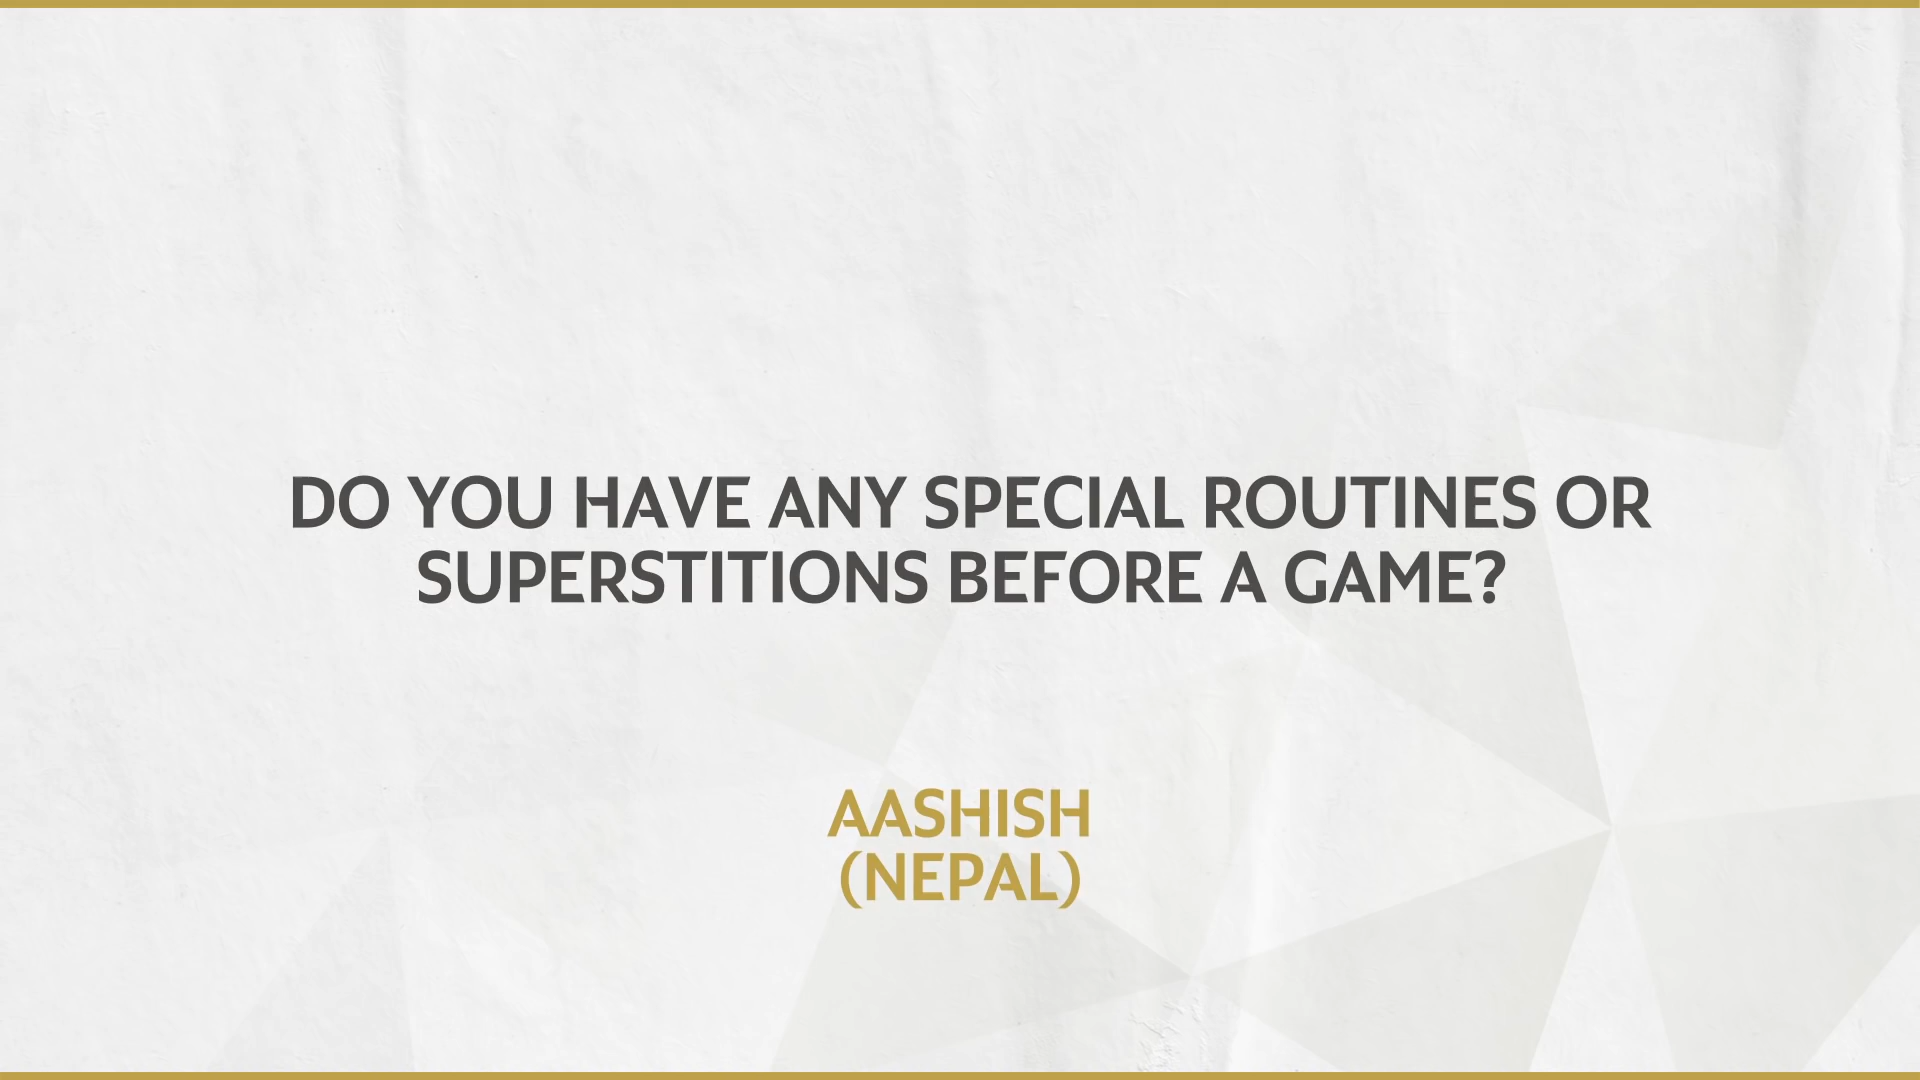 DO YOU HAVE ANY SPECIAL ROUTINES OR
SUPERSTITIONS BEFORE A GAME?
AASHISH
(NEPAL)